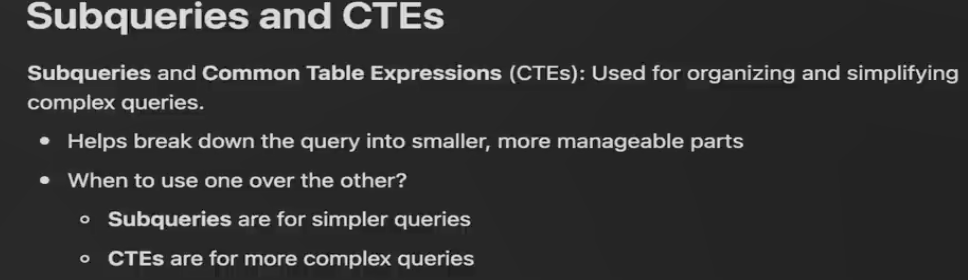 Subqueries and CTEs
Subqueries and Common Table Expressions (CTEs): Used for organizing and simplifying
complex queries.
• Helps break down the query into smaller, more manageable parts
• When to use one over the other?
◦ Subqueries are for simpler queries
◦ CTEs are for more complex queries